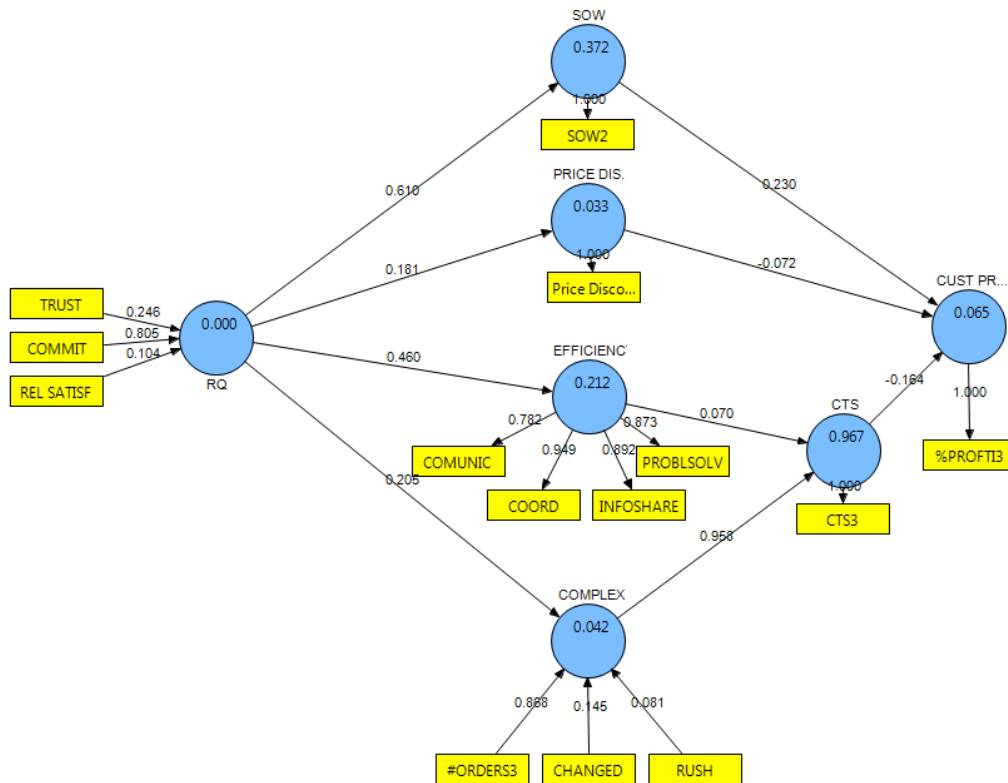 SOW
0.372
1.000
SOW2
PRICE DIS.
0.610
0.230
0.033
1.000
0.181
-0.072
Price Disco...
CUST PR...
TRUST
0.246
0.000
0.065
COMMIT
0.805
0.104
REL SATISF
RQ
0.460
EFFICIENC
0.212
-0.164
1.000
CTS
0.782
0.873
0.070
0.967
COMUNIC
0.949
0.892
PROBLSOLV
%PROFTI3
0.205
1.000
COORD
INFOSHARE
CTS3
0.958
COMPLEX
0.042
0.145
0.081
#ORDERS3
CHANGED
RUSH